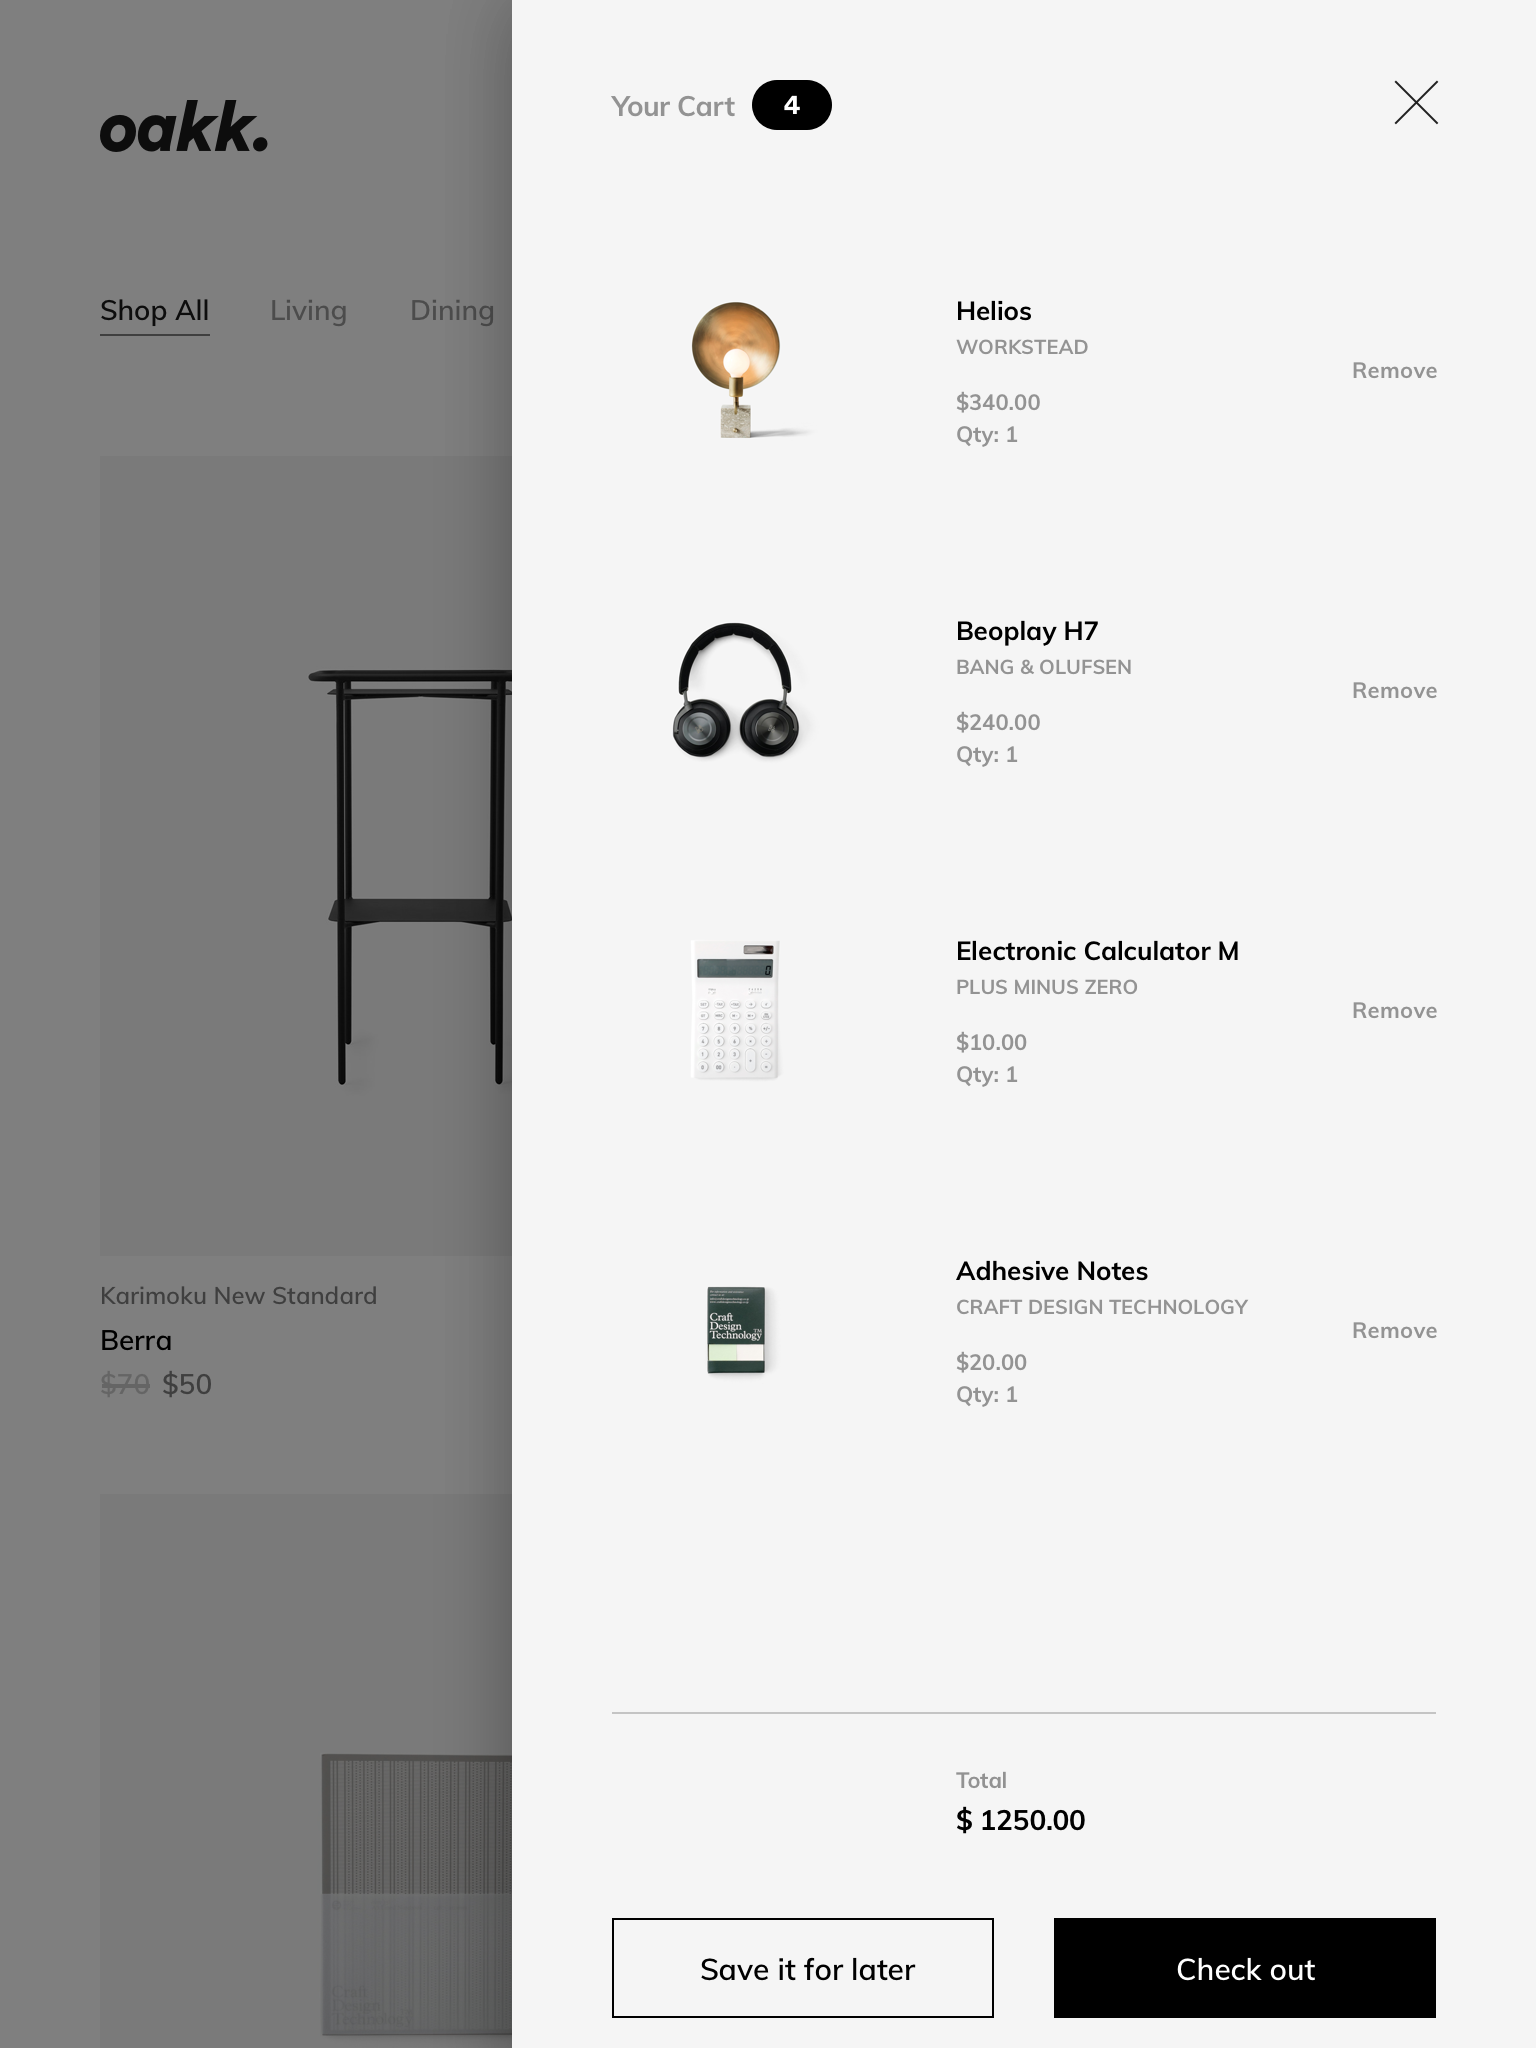 oakk.
Shop All Living Dining
Karimoku New Standard
Berra
$70 $50
Your Cart 4
Helios
WORKSTEAD
Remove
$340.00
Qty: 1
Beoplay H7
BANG & OLUFSEN
Remove
$240.00
Qty: 1
Electronic Calculator M
PLUS MINUS ZERO
Remove
$10.00
Qty: 1
Craft
Design
Technology™
Adhesive Notes
CRAFT DESIGN TECHNOLOGY
Remove
$20.00
Qty: 1
Total
$ 1250.00
Save it for later
Check out
Craft
Design
Technology